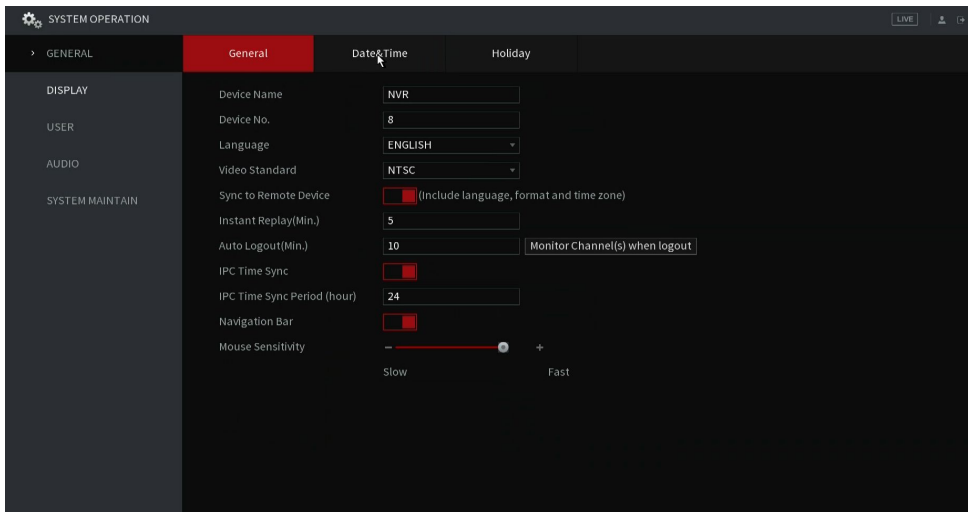 SYSTEM OPERATION
LIVE
GENERAL
DISPLAY
USER
AUDIO
SYSTEM MAINTAIN
General Date&Time Holiday
Device Name NVR
Device No. 8
Language ENGLISH
Video Standard NTSC
Sync to Remote Device (Include language, format and time zone)
Instant Replay(Min.) 5
Auto Logout(Min.) 10 Monitor Channel(s) when logout
IPC Time Sync
IPC Time Sync Period (hour) 24
Navigation Bar
Mouse Sensitivity
Slow Fast